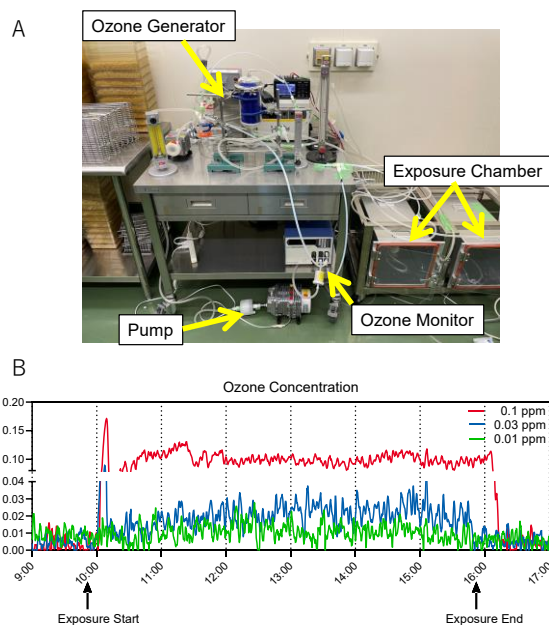 A
Ozone Generator
Exposure Chamber
Pump
Ozone Monitor
B
Ozone Concentration
0.20
0.15
0.10
0.04
0.03
0.02
0.01
0.00
0.1 ppm
0.03 ppm
0.01 ppm
9:00
10:00
11:00
12:00
13:00
14:00
15:00
16:00
17:00
Exposure Start
Exposure End